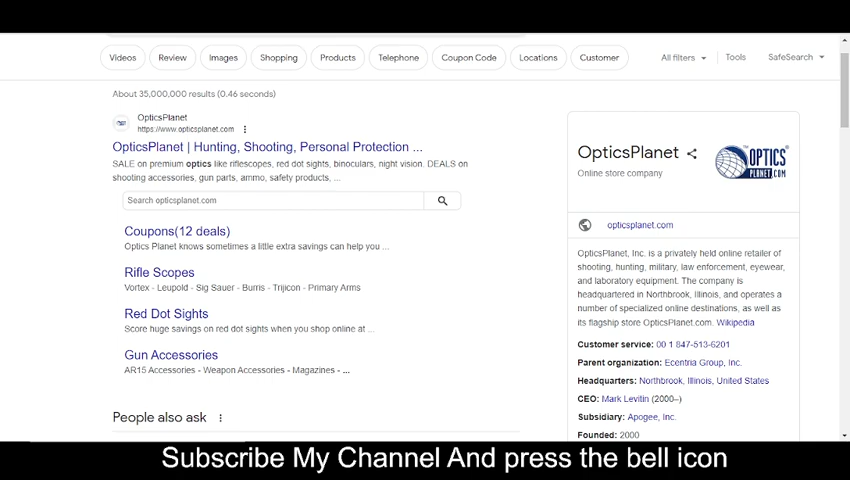 Videos
Review
Images
Shopping
Products
Telephone
Coupon Code
Locations
Customer
All filters
Tools
SafeSearch
About 35,000,000 results (0.46 seconds)
OpticsPlanet
https://www.opticsplanet.com
OpticsPlanet | Hunting, Shooting, Personal Protection ...
SALE on premium optics like riflescopes, red dot sights, binoculars, night vision. DEALS on
shooting accessories, gun parts, ammo, safety products, ...
Search opticsplanet.com
Coupons(12 deals)
Optics Planet knows sometimes a little extra savings can help you ...
Rifle Scopes
Vortex - Leupold - Sig Sauer - Burris - Trijicon - Primary Arms
Red Dot Sights
Score huge savings on red dot sights when you shop online at ...
Gun Accessories
AR15 Accessories - Weapon Accessories - Magazines - ...
People also ask
OpticsPlanet
Online store company
OPTICS
PLANET.COM
opticsplanet.com
OpticsPlanet, Inc. is a privately held online retailer of
shooting, hunting, military, law enforcement, eyewear,
and laboratory equipment. The company is
headquartered in Northbrook, Illinois, and operates a
number of specialized online destinations, as well as
its flagship store OpticsPlanet.com. Wikipedia
Customer service: 00 1 847-513-6201
Parent organization: Ecentria Group, Inc.
Headquarters: Northbrook, Illinois, United States
CEO: Mark Levitin (2000–)
Subsidiary: Apogee, Inc.
Founded: 2000
Subscribe My Channel And press the bell icon